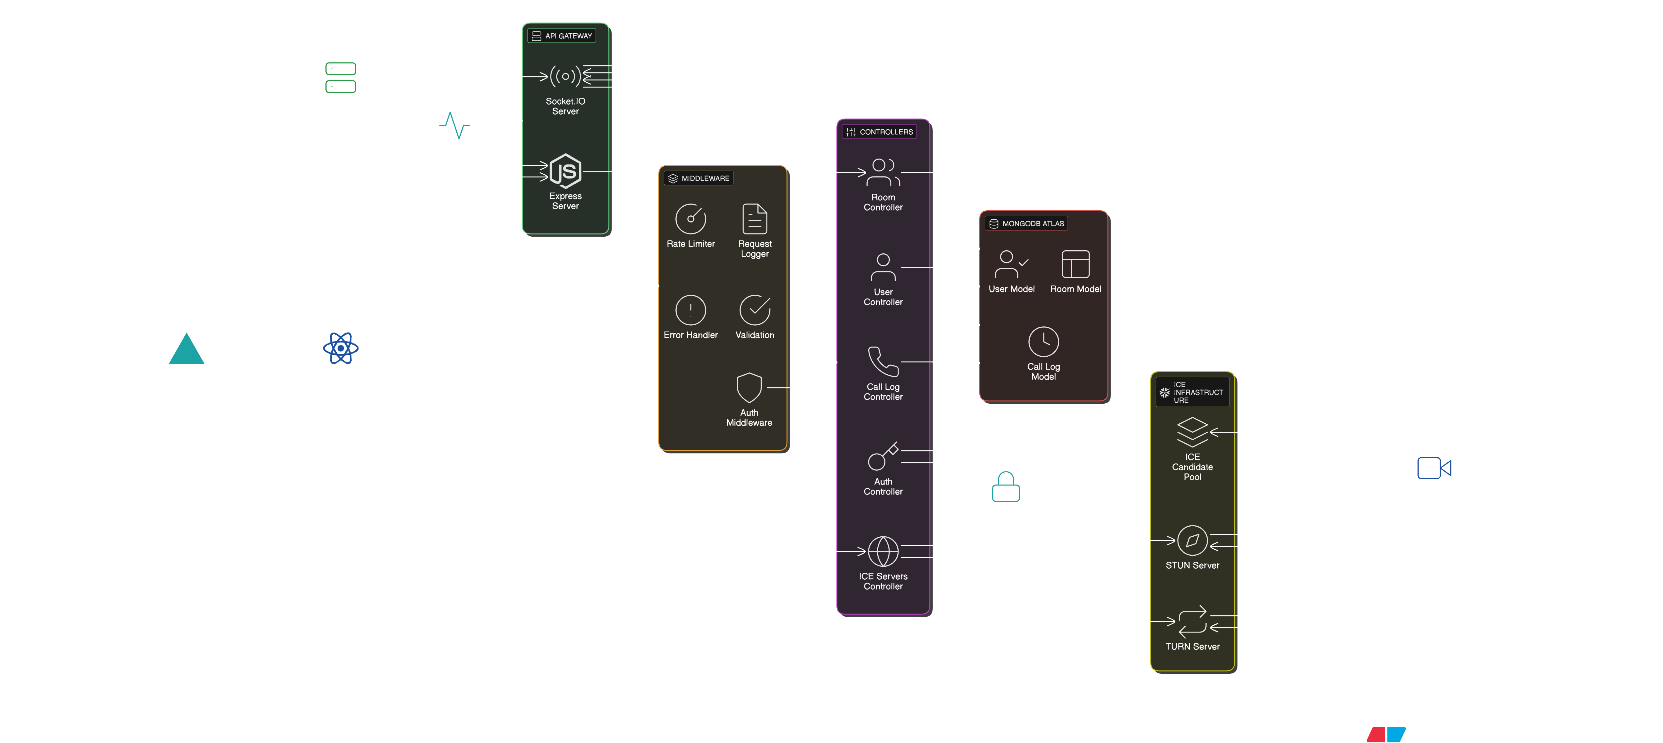 API GATEWAY
Socket.IO
Server
JS
Express
Server
MIDDLEWARE
Rate Limiter
Request
Logger
Error Handler
Validation
Auth
Middleware
CONTROLLERS
Room
Controller
User
Controller
Call Log
Controller
Auth
Controller
ICE Servers
Controller
MONGODB ATLAS
User Model
Room Model
Call Log
Model
ICE
INFRASTRUCT
URE
ICE
Candidate
Pool
STUN Server
TURN Server